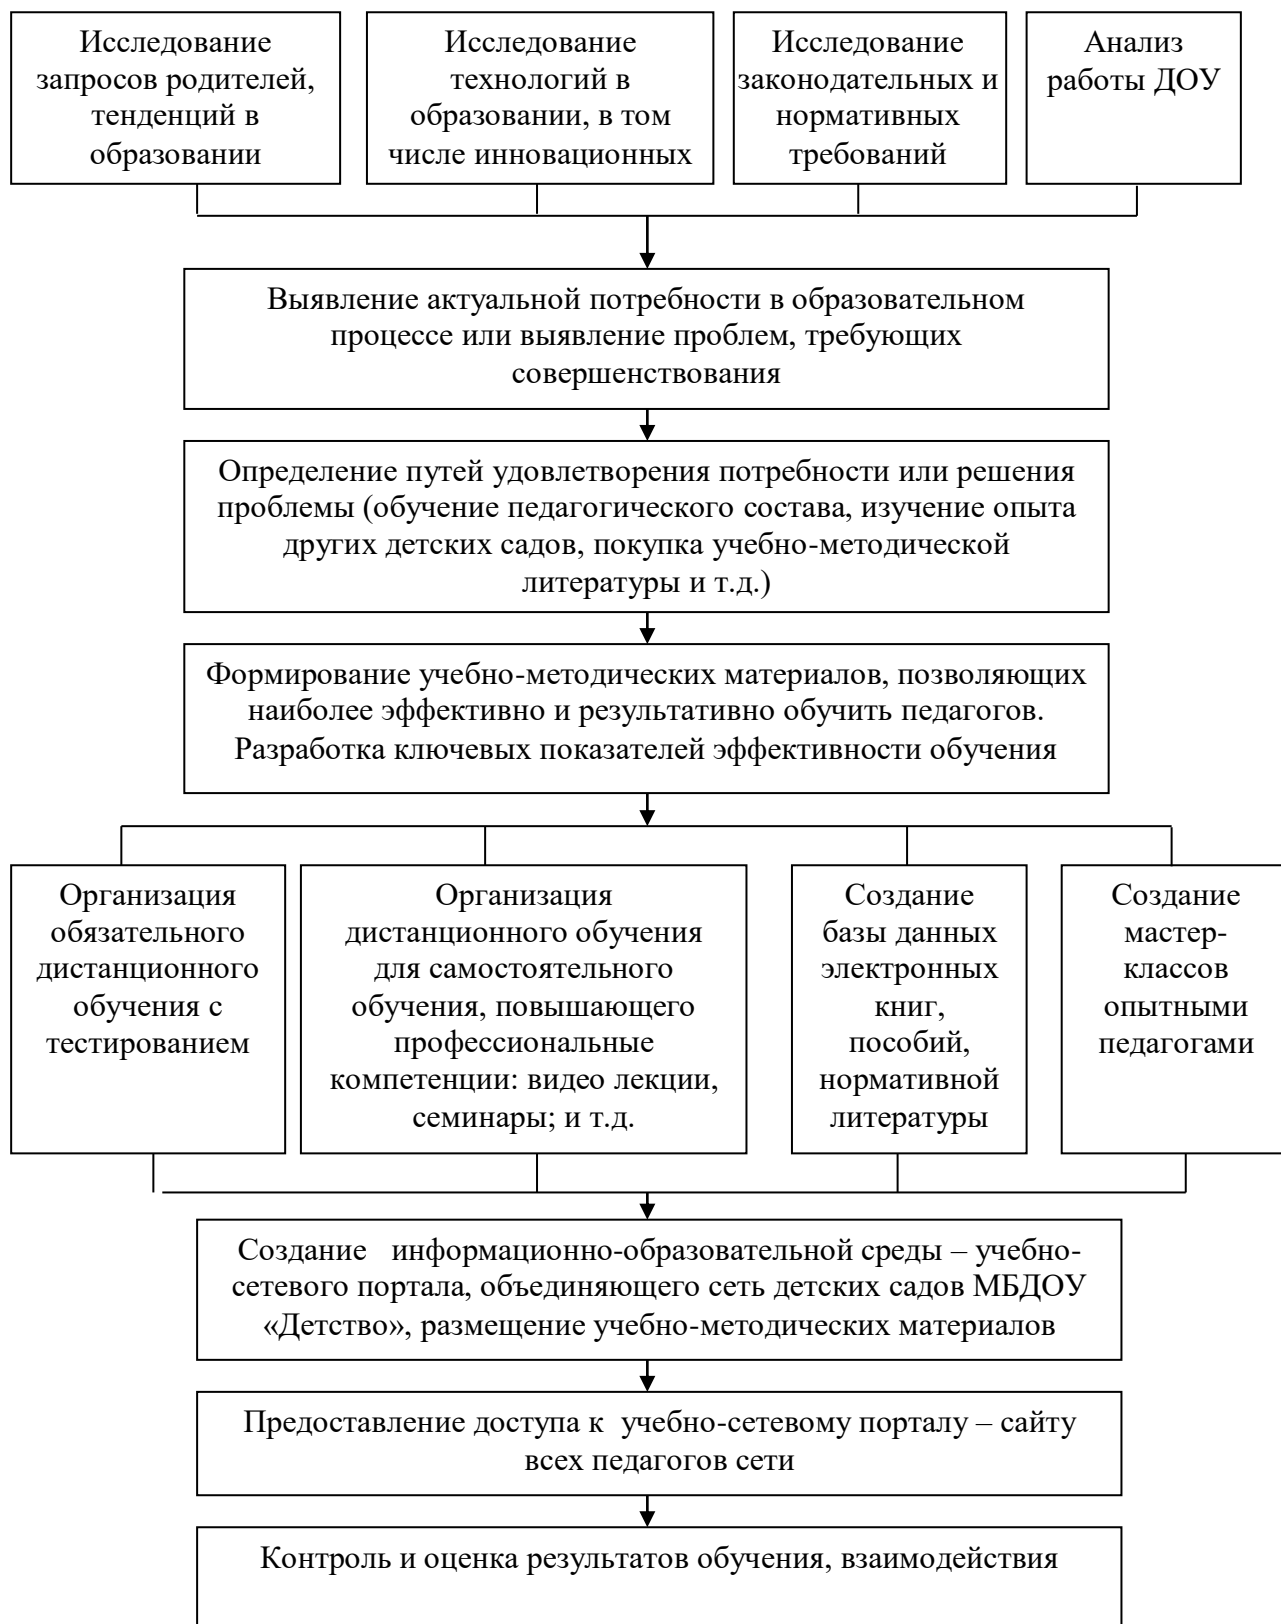 Исследование
запросов родителей,
тенденций в
образовании
Исследование
технологий в
образовании, в том
числе инновационных
Исследование
законодательных и
нормативных
требований
Анализ
работы ДОУ
Выявление актуальной потребности в образовательном
процессе или выявление проблем, требующих
совершенствования
Определение путей удовлетворения потребности или решения
проблемы (обучение педагогического состава, изучение опыта
других детских садов, покупка учебно-методической
литературы и т.д.)
Формирование учебно-методических материалов, позволяющих
наиболее эффективно и результативно обучить педагогов.
Разработка ключевых показателей эффективности обучения
Организация
обязательного
дистанционного
обучения с
тестированием
Организация
дистанционного обучения
для самостоятельного
обучения, повышающего
профессиональные
компетенции: видео лекции,
семинары; и т.д.
Создание
базы данных
электронных
книг,
пособий,
нормативной
литературы
Создание
мастер-
классов
опытными
педагогами
Создание информационно-образовательной среды – учебно-
сетевого портала, объединяющего сеть детских садов МБДОУ
«Детство», размещение учебно-методических материалов
Предоставление доступа к учебно-сетевому порталу – сайту
всех педагогов сети
Контроль и оценка результатов обучения, взаимодействия